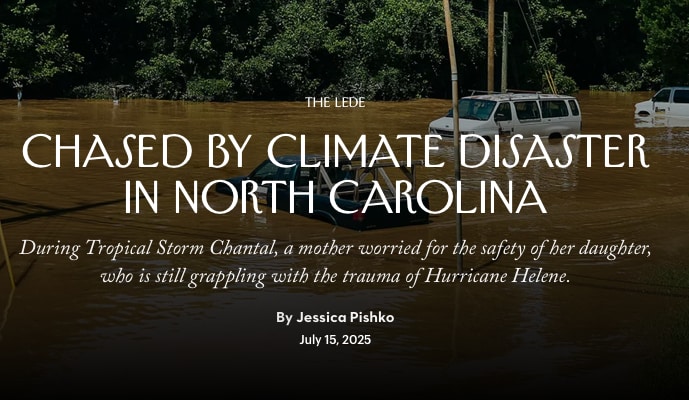 THE LEDE
CHASED BY CLIMATE DISASTER
IN NORTH CAROLINA
During Tropical Storm Chantal, a mother worried for the safety of her daughter,
who is still grappling with the trauma of Hurricane Helene.
By Jessica Pishko
July 15, 2025